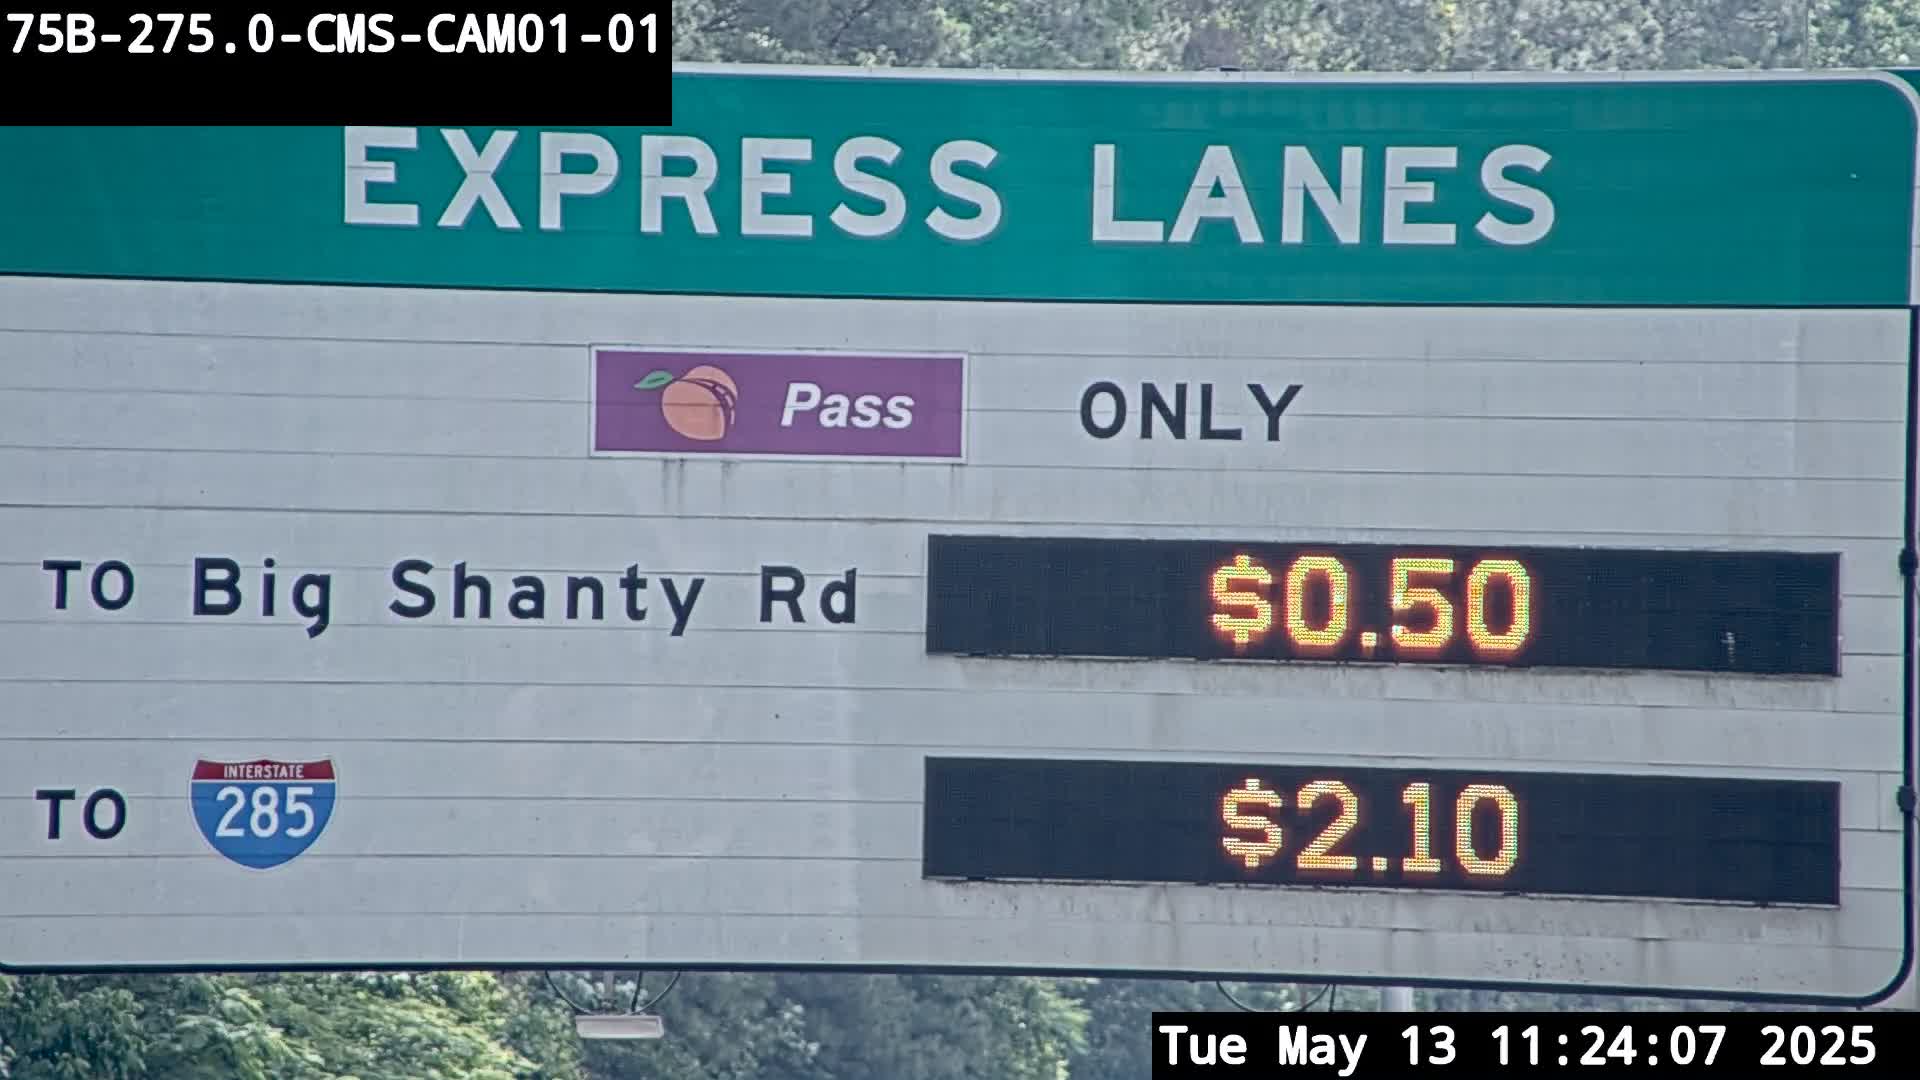 75B-275.0-CMS-CAM01-01
EXPRESS LANES
Pass ONLY
TO Big Shanty Rd $0.50
INTERSTATE
TO 285 $2.10
Tue May 13 11:24:07 2025